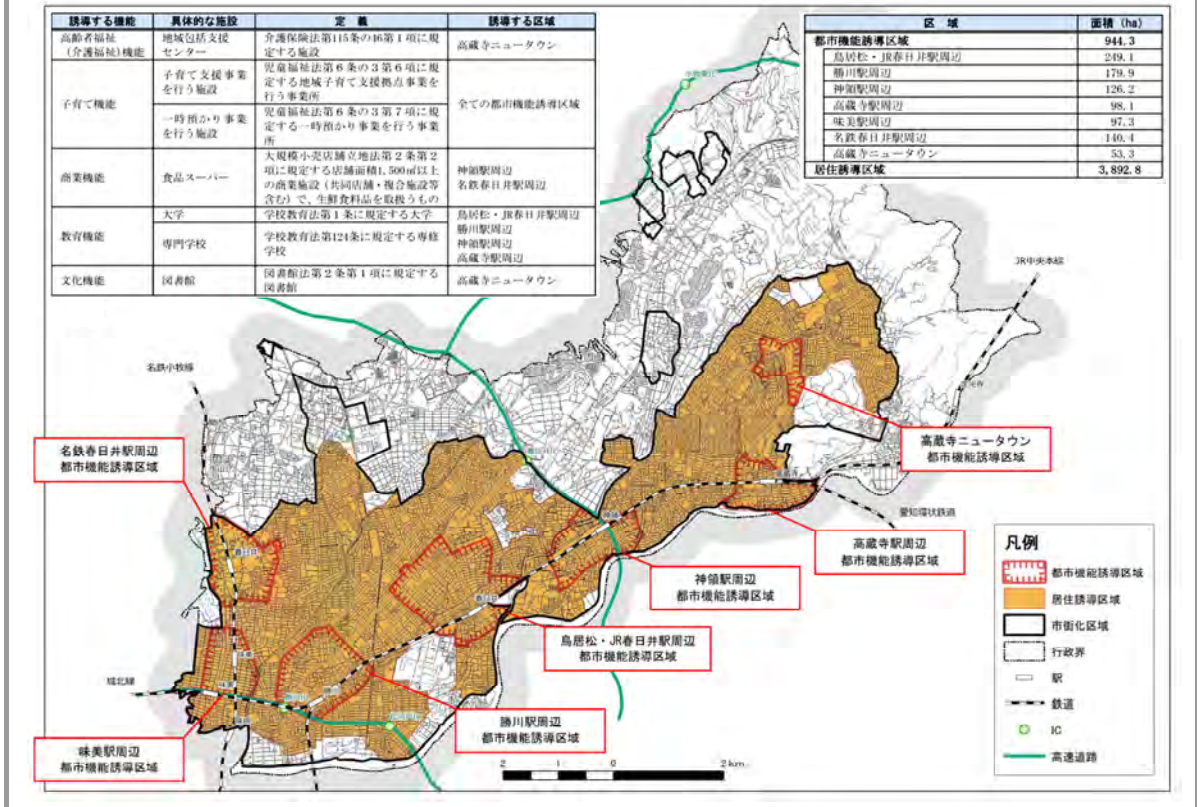 誘導する機能 具体的な施設 定義 誘導する区域
高齢者福祉
(介護福祉)機能
地域包括支援
センター
介護保険法第115条の46第1項に規
定する施設
高蔵寺ニュータウン
子育て機能
子育て支援事業
を行う施設
児童福祉法第6条の3第6項に規
定する地域子育て支援拠点事業を
行う事業所
全ての都市機能誘導区域
一時預かり事業
を行う施設
児童福祉法第6条の3第7項に規
定する一時預かり事業を行う事業
所
商業機能
食品スーパー
大規模小売店舗立地法第2条第2
項に規定する店舗面積1,500㎡以上
の商業施設(共同店舗・複合施設等
含む)で、生鮮食料品を取扱うもの
神領駅周辺
名鉄春日井駅周辺
教育機能
大学
学校教育法第1条に規定する大学
専門学校
学校教育法第124条に規定する専修
学校
鳥居松・JR春日井駅周辺
勝川駅周辺
神領駅周辺
高蔵寺駅周辺
文化機能
図書館
図書館法第2条第1項に規定する
図書館
高蔵寺ニュータウン
区域 面積(ha)
都市機能誘導区域 944.3
鳥居松・JR春日井駅周辺 249.1
勝川駅周辺 179.9
神領駅周辺 126.2
高蔵寺駅周辺 98.1
味美駅周辺 97.3
名鉄春日井駅周辺 140.4
高蔵寺ニュータウン 53.3
居住誘導区域 3,892.8
JR中央本線
名鉄小牧線
名鉄春日井駅周辺
都市機能誘導区域
高蔵寺ニュータウン
都市機能誘導区域
愛知環状鉄道
高蔵寺駅周辺
都市機能誘導区域
神領駅周辺
都市機能誘導区域
神領
春日井
春日井
鳥居松・JR春日井駅周辺
都市機能誘導区域
味美
味美
勝川
城北線
勝川駅周辺
都市機能誘導区域
味美駅周辺
都市機能誘導区域
2 1 0 2 km
凡例
都市機能誘導区域
居住誘導区域
市街化区域
行政界
駅
鉄道
IC
高速道路